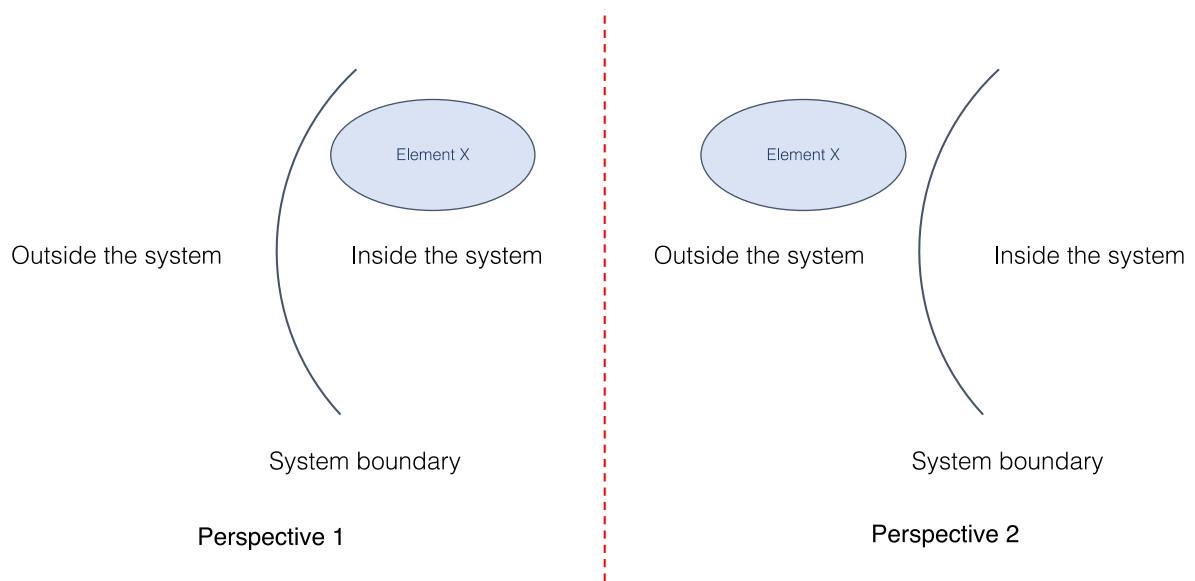 Element X
Outside the system
Inside the system
System boundary
Perspective 1
Element X
Outside the system
Inside the system
System boundary
Perspective 2